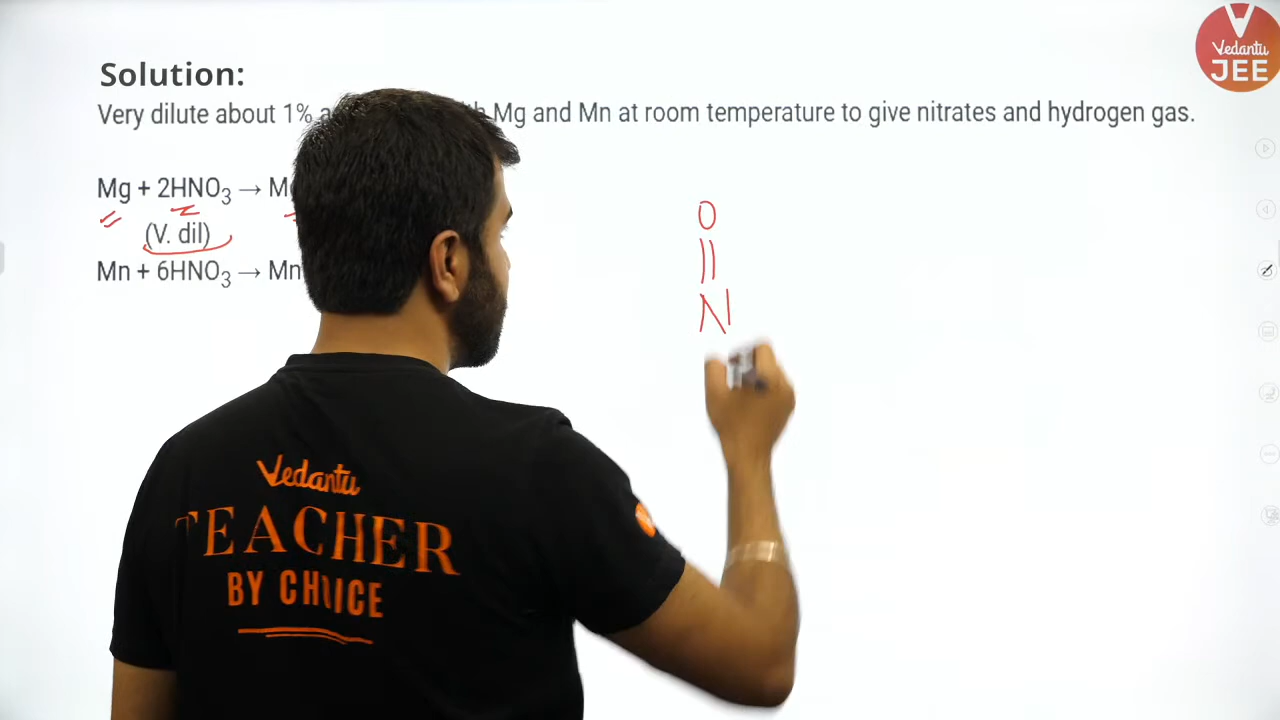 Vedantu
JEE
Solution:
Very dilute about 1% Mg and Mn at room temperature to give nitrates and hydrogen gas.
Mg + 2HNO₃ →
(V. dil)
Mn + 6HNO₃ → Mn
O
||
N
Vedantu
TEACHER
BY CHOICE